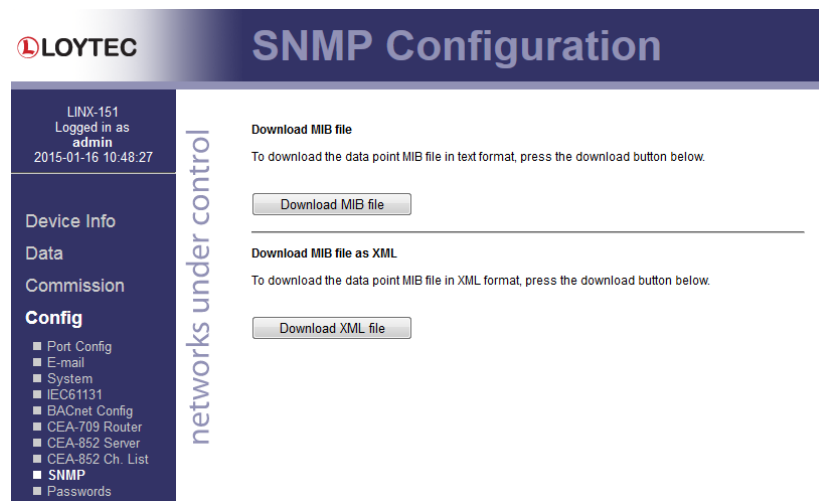 LOYTEC
SNMP Configuration
LINX-151
Logged in as
admin
2015-01-16 10:48:27
Device Info
Data
Commission
Config
Port Config
E-mail
System
IEC61131
BACnet Config
CEA-709 Router
CEA-852 Server
CEA-852 Ch. List
SNMP
Passwords
networks under control
Download MIB file
To download the data point MIB file in text format, press the download button below.
Download MIB file
Download MIB file as XML
To download the data point MIB file in XML format, press the download button below.
Download XML file